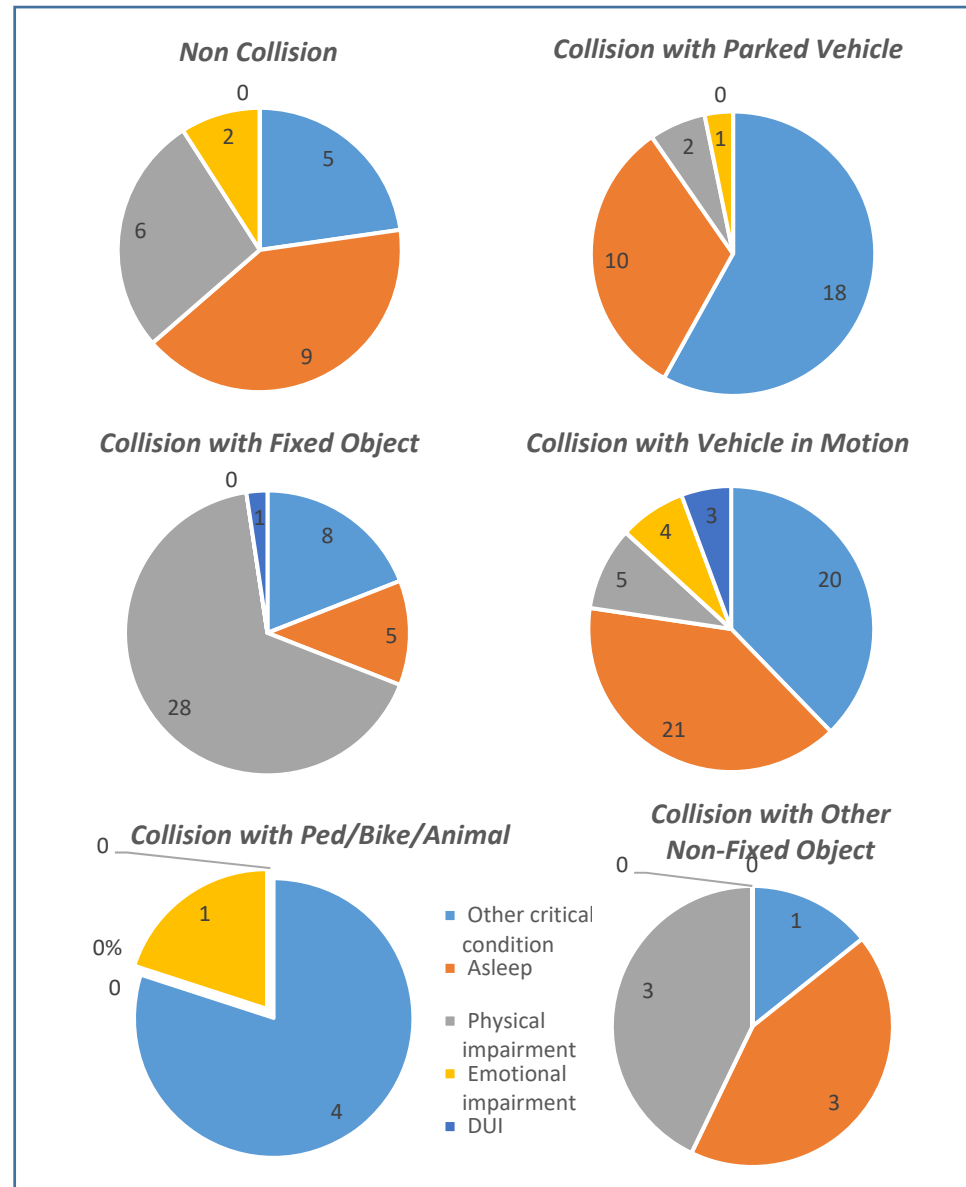 Non Collision
0
2
5
6
9
Collision with Parked Vehicle
0
1
2
10
18
Collision with Fixed Object
0
1
8
5
28
Collision with Vehicle in Motion
3
4
20
5
21
Collision with Ped/Bike/Animal
0
1
0%
0
4
Other critical
condition
Asleep
Physical
impairment
Emotional
impairment
DUI
Collision with Other
Non-Fixed Object
0
0
1
3
3